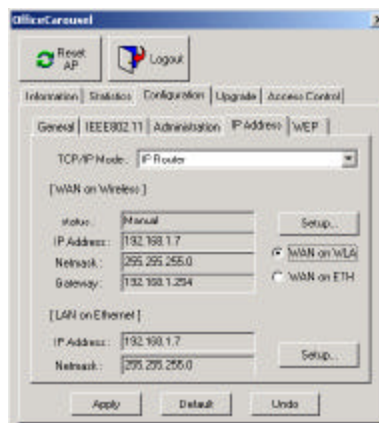 OfficeCarousel
Reset AP
Logout
Information Statistics Configuration Upgrade Access Control
General IEEE802.11 Administration IP Address WEP
TCP/IP Mode: IP Router
[WAN on Wireless]
status: Manual Setup...
IP Address: 192.168.1.7
Netmask: 255.255.255.0 WAN on WLA
Gateway: 192.168.1.254 WAN on ETH
[LAN on Ethernet]
IP Address: 192.168.1.7
Netmask: 255.255.255.0 Setup...
Apply Default Undo